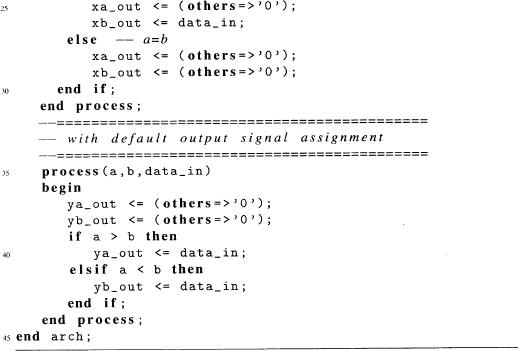 25 xa_out <= (others=>'0');
xb_out <= data_in;
else -- a=b
xa_out <= (others=>'0');
xb_out <= (others=>'0');
30 end if;
end process;
--===========================================
-- with default output signal assignment
--===========================================
35 process(a,b,data_in)
begin
ya_out <= (others=>'0');
yb_out <= (others=>'0');
if a > b then
40 ya_out <= data_in;
elsif a < b then
yb_out <= data_in;
end if;
end process;
45 end arch;